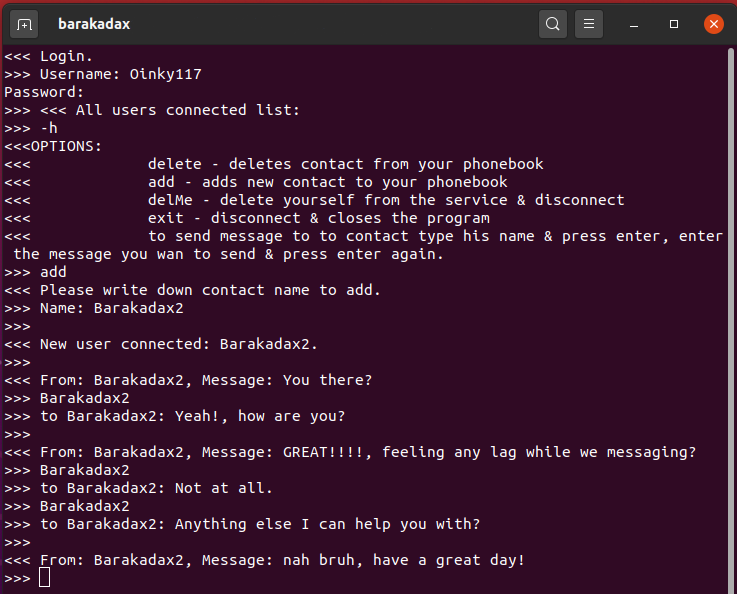 barakadax
<<< Login.
>>> Username: Oinky117
Password:
>>> <<< All users connected list:
>>> -h
<<<OPTIONS:
<<<             delete - deletes contact from your phonebook
<<<             add - adds new contact to your phonebook
<<<             delMe - delete yourself from the service & disconnect
<<<             exit - disconnect & closes the program
<<<             to send message to to contact type his name & press enter, enter
 the message you wan to send & press enter again.
>>> add
<<< Please write down contact name to add.
>>> Name: Barakadax2
>>>
<<< New user connected: Barakadax2.
>>>
<<< From: Barakadax2, Message: You there?
>>> Barakadax2
>>> to Barakadax2: Yeah!, how are you?
>>>
<<< From: Barakadax2, Message: GREAT!!!!, feeling any lag while we messaging?
>>> Barakadax2
>>> to Barakadax2: Not at all.
>>> Barakadax2
>>> to Barakadax2: Anything else I can help you with?
>>>
<<< From: Barakadax2, Message: nah bruh, have a great day!
>>>